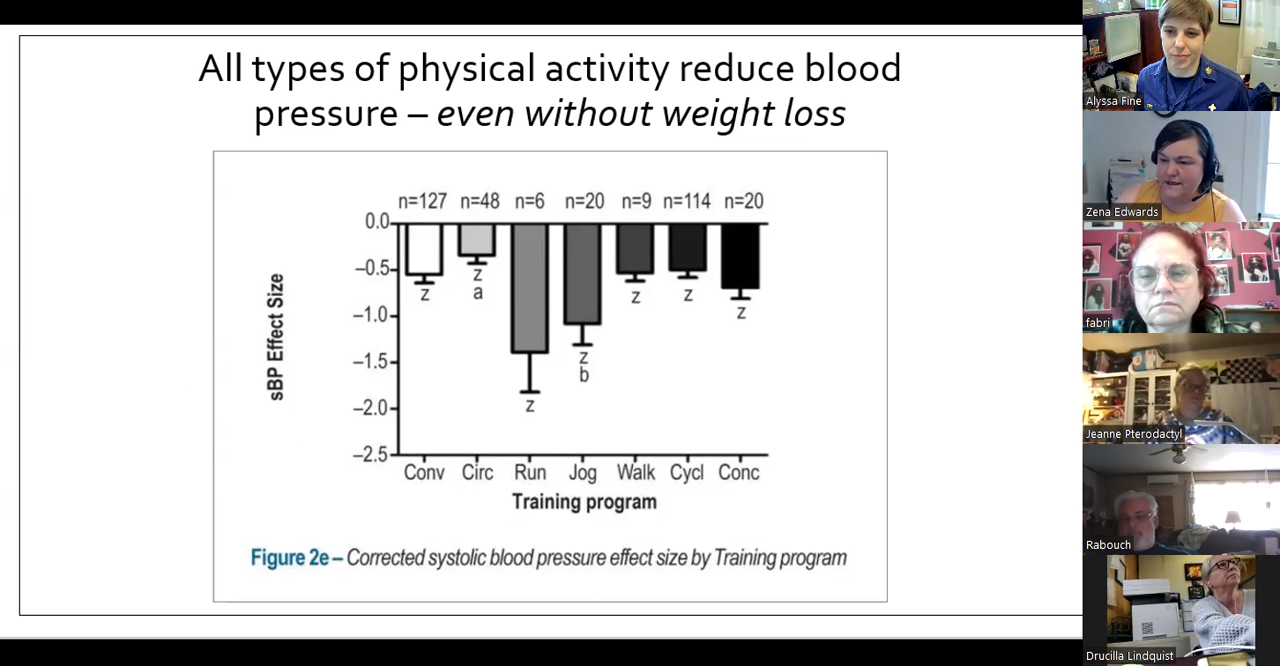 All types of physical activity reduce blood
pressure – even without weight loss
n=127 n=48 n=6 n=20 n=9 n=114 n=20
0.0
–0.5
–1.0
–1.5
–2.0
–2.5
sBP Effect Size
z
z
a
z
z
b
z
z
z
Conv Circ Run Jog Walk Cycl Conc
Training program
Figure 2e – Corrected systolic blood pressure effect size by Training program
Alyssa Fine
Zena Edwards
fabri
Jeanne Pterodactyl
Rabouch
Drucilla Lindquist